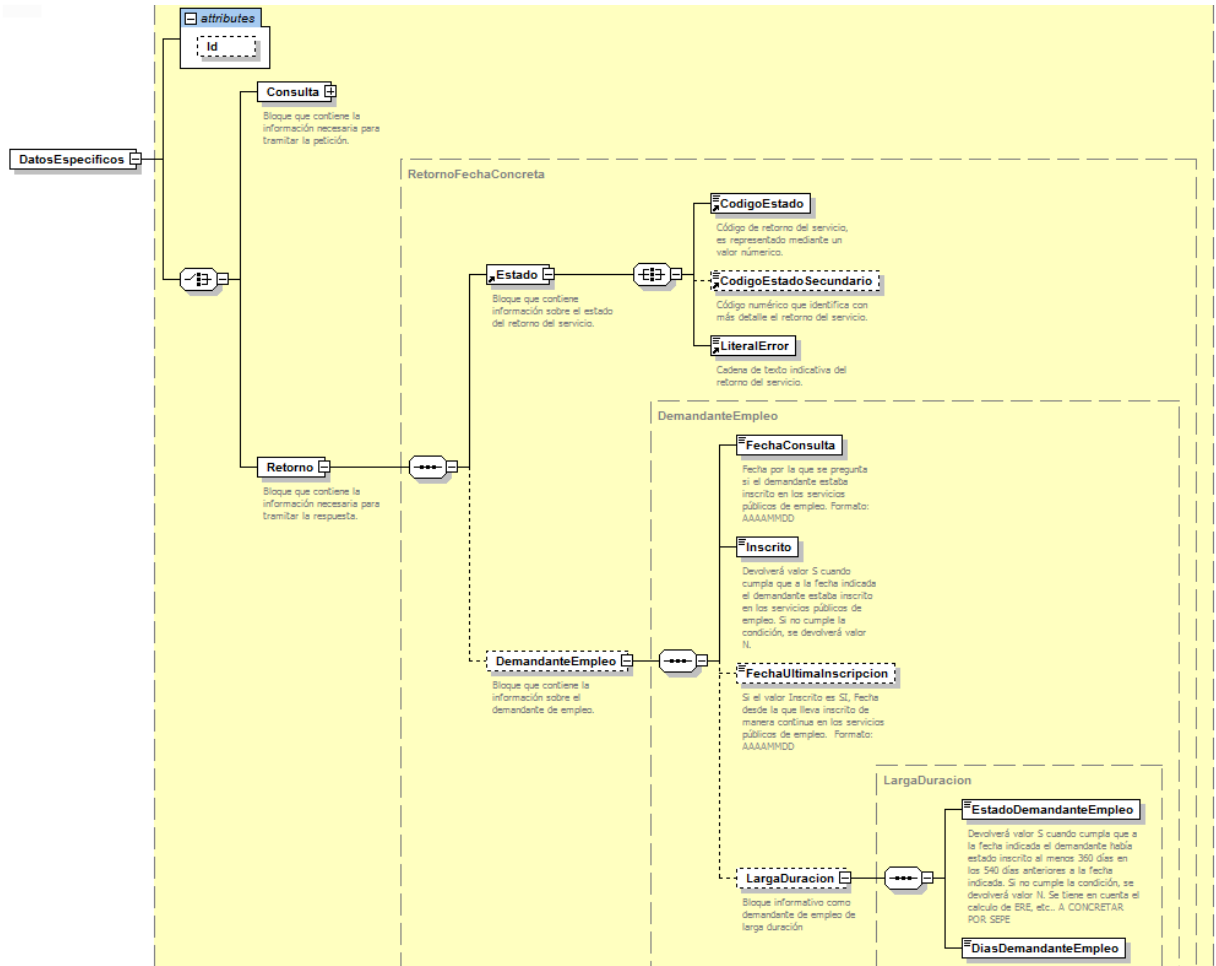 attributes
Id
Consulta
Bloque que contiene la
información necesaria para
tramitar la petición.
DatosEspecificos
RetornoFechaConcreta
CodigoEstado
Código de retorno del servicio,
es representado mediante un
valor númerico.
Estado
Bloque que contiene
información sobre el estado
del retorno del servicio.
CodigoEstadoSecundario
Código numérico que identifica con
más detalle el retorno del servicio.
LiteralError
Cadena de texto indicativa del
retorno del servicio.
DemandanteEmpleo
FechaConsulta
Fecha por la que se pregunta
si el demandante estaba
inscrito en los servicios
públicos de empleo. Formato:
AAAAMMDD
Retorno
Bloque que contiene la
información necesaria para
tramitar la respuesta.
Inscrito
Devolverá valor S cuando
cumpla que a la fecha indicada
el demandante estaba inscrito
en los servicios públicos de
empleo. Si no cumple la
condición, se devolverá valor
N.
DemandanteEmpleo
Bloque que contiene la
información sobre el
demandante de empleo.
FechaUltimaInscripcion
Si el valor Inscrito es SI, Fecha
desde la que lleva inscrito de
manera continua en los servicios
públicos de empleo. Formato:
AAAAMMDD
LargaDuracion
EstadoDemandanteEmpleo
Devolverá valor S cuando cumpla que a
la fecha indicada el demandante había
estado inscrito al menos 360 días en
los 540 días anteriores a la fecha
indicada. Si no cumple la condición, se
devolverá valor N. Se tiene en cuenta el
calculo de ERE, etc.. A CONCRETAR
POR SEPE
LargaDuracion
Bloque informativo como
demandante de empleo de
larga duración
DiasDemandanteEmpleo